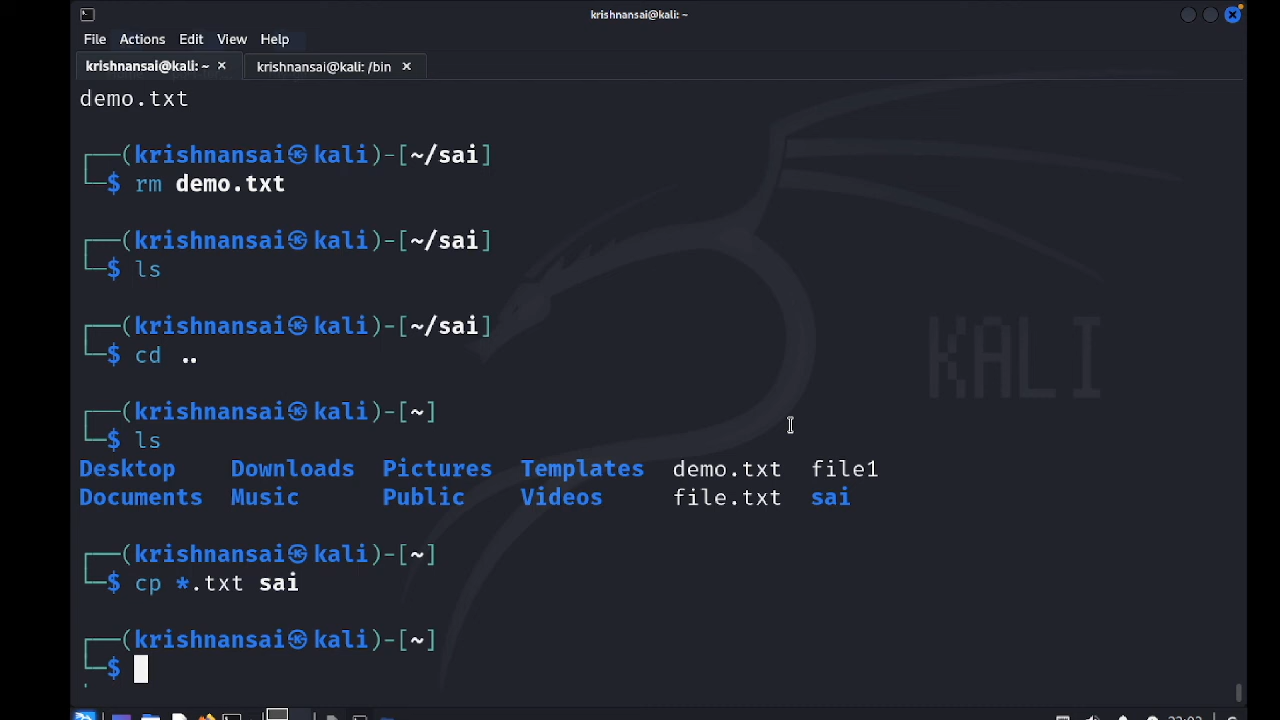 krishnansai@kali: ~
File Actions Edit View Help
krishnansai@kali: ~ × krishnansai@kali: /bin ×
demo.txt
┌──(krishnansai㉿kali)-[~/sai]
└─$ rm demo.txt
┌──(krishnansai㉿kali)-[~/sai]
└─$ ls
┌──(krishnansai㉿kali)-[~/sai]
└─$ cd ..
┌──(krishnansai㉿kali)-[~]
└─$ ls
Desktop Downloads Pictures Templates demo.txt file1
Documents Music Public Videos file.txt sai
┌──(krishnansai㉿kali)-[~]
└─$ cp *.txt sai
┌──(krishnansai㉿kali)-[~]
└─$
KALI